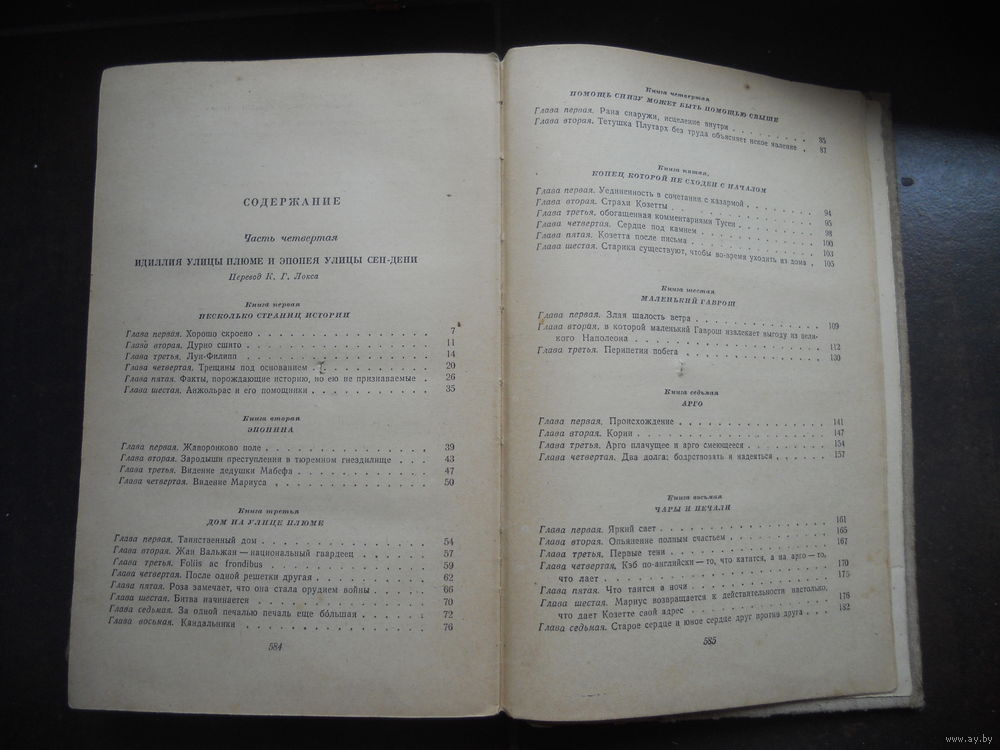 СОДЕРЖАНИЕ
Часть четвертая
ИДИЛЛИЯ УЛИЦЫ ПЛЮМЕ И ЭПОПЕЯ УЛИЦЫ СЕН-ДЕНИ
Перевод К. Г. Локса
Книга первая
НЕСКОЛЬКО СТРАНИЦ ИСТОРИИ
Глава первая. Хорошо скроено . . . . . . . . . . . 7
Глава вторая. Дурно сшито . . . . . . . . . . . 11
Глава третья. Луи-Филипп . . . . . . . . . . . 14
Глава четвертая. Трещины под основанием . . . . . . . 20
Глава пятая. Факты, порождающие историю, но ею не признаваемые . 26
Глава шестая. Анжольрас и его помощники . . . . . . . 35
Книга вторая
ЭПОНИНА
Глава первая. Жаворонково поле . . . . . . . . . . 39
Глава вторая. Зародыши преступления в тюремном гнездилище . . . 43
Глава третья. Видение дедушки Мабефа . . . . . . . . 47
Глава четвертая. Видение Мариуса . . . . . . . . . 50
Книга третья
ДОМ НА УЛИЦЕ ПЛЮМЕ
Глава первая. Таинственный дом . . . . . . . . . . 54
Глава вторая. Жан Вальжан — национальный гвардеец . . . . 57
Глава третья. Foliis ac frondibus . . . . . . . . . . 59
Глава четвертая. После одной решетки другая . . . . . . 62
Глава пятая. Роза замечает, что она стала орудием войны . . . . 66
Глава шестая. Битва начинается . . . . . . . . . . 70
Глава седьмая. За одной печалью печаль еще бо́льшая . . . . 72
Глава восьмая. Кандальники . . . . . . . . . . . 76
584
Книга четвертая
ПОМОЩЬ СНИЗУ МОЖЕТ БЫТЬ ПОМОЩЬЮ СВЫШЕ
Глава первая. Рана снаружи, исцеление внутри . . . . . . . 85
Глава вторая. Тетушка Плутарх без труда объясняет некое явление . 87
Книга пятая,
КОНЕЦ КОТОРОЙ НЕ СХОДЕН С НАЧАЛОМ
Глава первая. Уединенность в сочетании с казармой . . . . . 94
Глава вторая. Страхи Козетты . . . . . . . . . . 95
Глава третья, обогащенная комментариями Тусен . . . . . . 98
Глава четвертая. Сердце под камнем . . . . . . . . 100
Глава пятая. Козетта после письма . . . . . . . . . 103
Глава шестая. Старики существуют, чтобы во-время уходить из дома . 105
Книга шестая
МАЛЕНЬКИЙ ГАВРОШ
Глава первая. Злая шалость ветра . . . . . . . . . 109
Глава вторая, в которой маленький Гаврош извлекает выгоду из вели-
кого Наполеона . . . . . . . . . . . . 112
Глава третья. Перипетии побега . . . . . . . . . 130
Книга седьмая
АРГО
Глава первая. Происхождение . . . . . . . . . . 141
Глава вторая. Корни . . . . . . . . . . . . . 147
Глава третья. Арго плачущее и арго смеющееся . . . . . . 154
Глава четвертая. Два долга: бодрствовать и надеяться . . . . 157
Книга восьмая
ЧАРЫ И ПЕЧАЛИ
Глава первая. Яркий свет . . . . . . . . . . . 161
Глава вторая. Опьянение полным счастьем . . . . . . . 165
Глава третья. Первые тени . . . . . . . . . . . 167
Глава четвертая. Кэб по-английски — то, что катится, а на арго — то,
что лает . . . . . . . . . . . . . . 170
Глава пятая. Что таится в ночи . . . . . . . . . . 175
Глава шестая. Мариус возвращается к действительности настолько,
что дает Козетте свой адрес . . . . . . . . . 176
Глава седьмая. Старое сердце и юное сердце друг против друга . . 182
585
www.ay.by